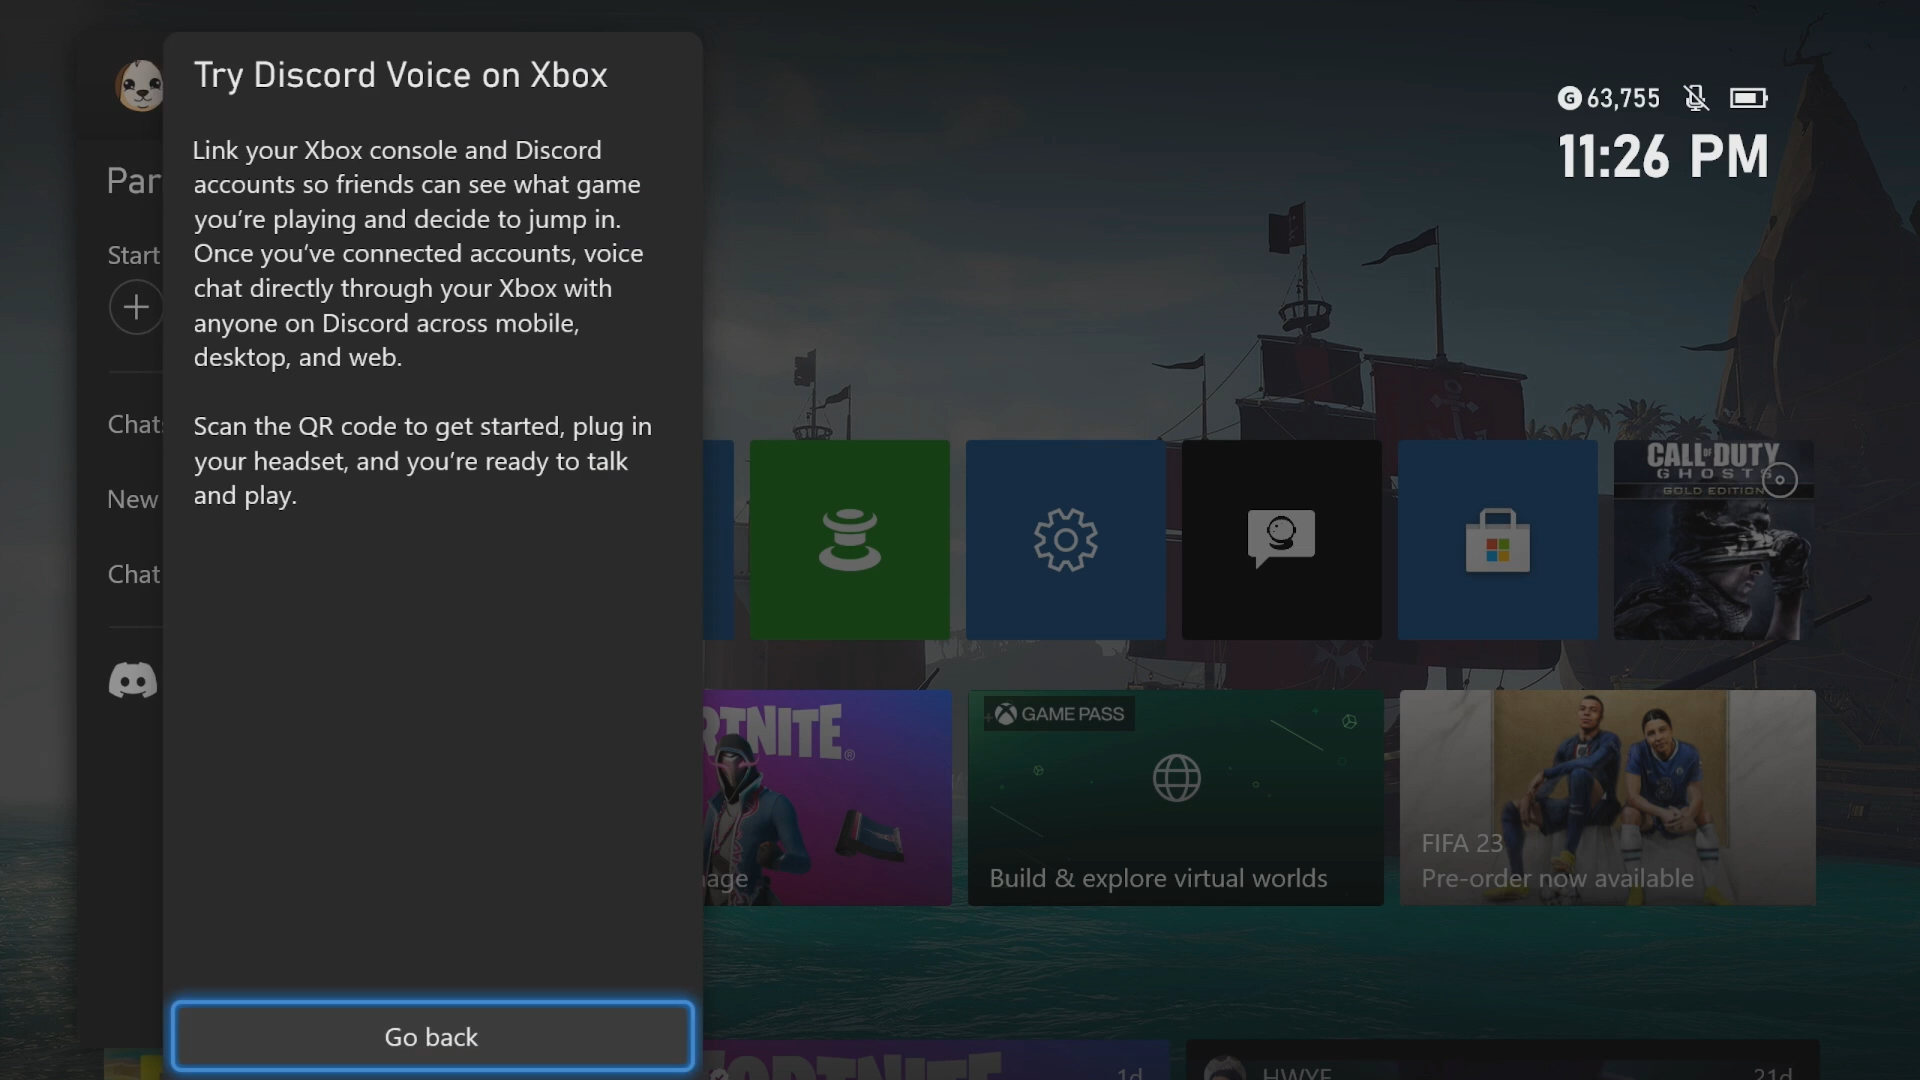 Try Discord Voice on Xbox
Link your Xbox console and Discord
accounts so friends can see what game
you’re playing and decide to jump in.
Once you’ve connected accounts, voice
chat directly through your Xbox with
anyone on Discord across mobile,
desktop, and web.
Scan the QR code to get started, plug in
your headset, and you’re ready to talk
and play.
Go back
Par
Start
Chat
New
Chat
G 63,755
11:26 PM
CALL OF DUTY
GHOSTS
GOLD EDITION
RTNITE
age
GAME PASS
Build & explore virtual worlds
FIFA 23
Pre-order now available
FORTNITE
1d
HWYE
21d